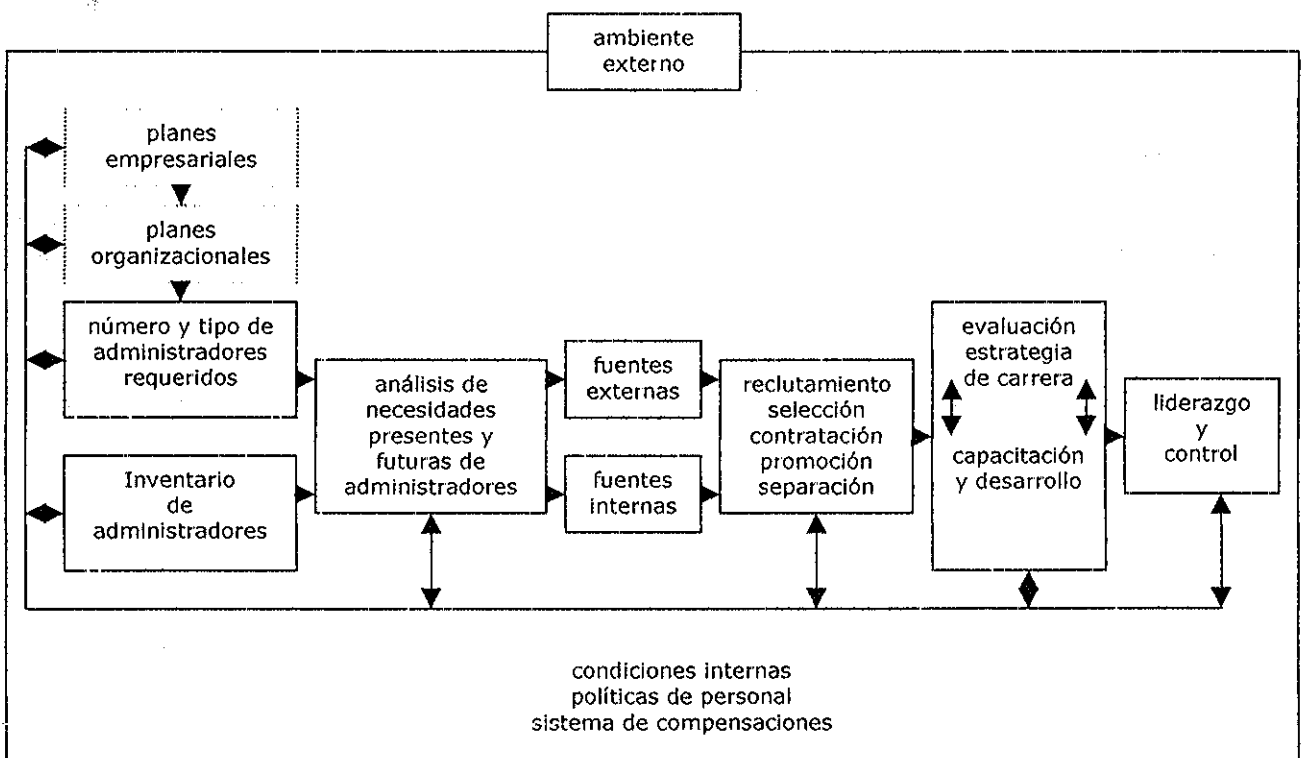 ambiente
externo
planes
empresariales
planes
organizacionales
número y tipo de
administradores
requeridos
Inventario
de
administradores
análisis de
necesidades
presentes y
futuras de
administradores
fuentes
externas
fuentes
internas
reclutamiento
selección
contratación
promoción
separación
evaluación
estrategia
de carrera
capacitación
y desarrollo
liderazgo
y
control
condiciones internas
políticas de personal
sistema de compensaciones